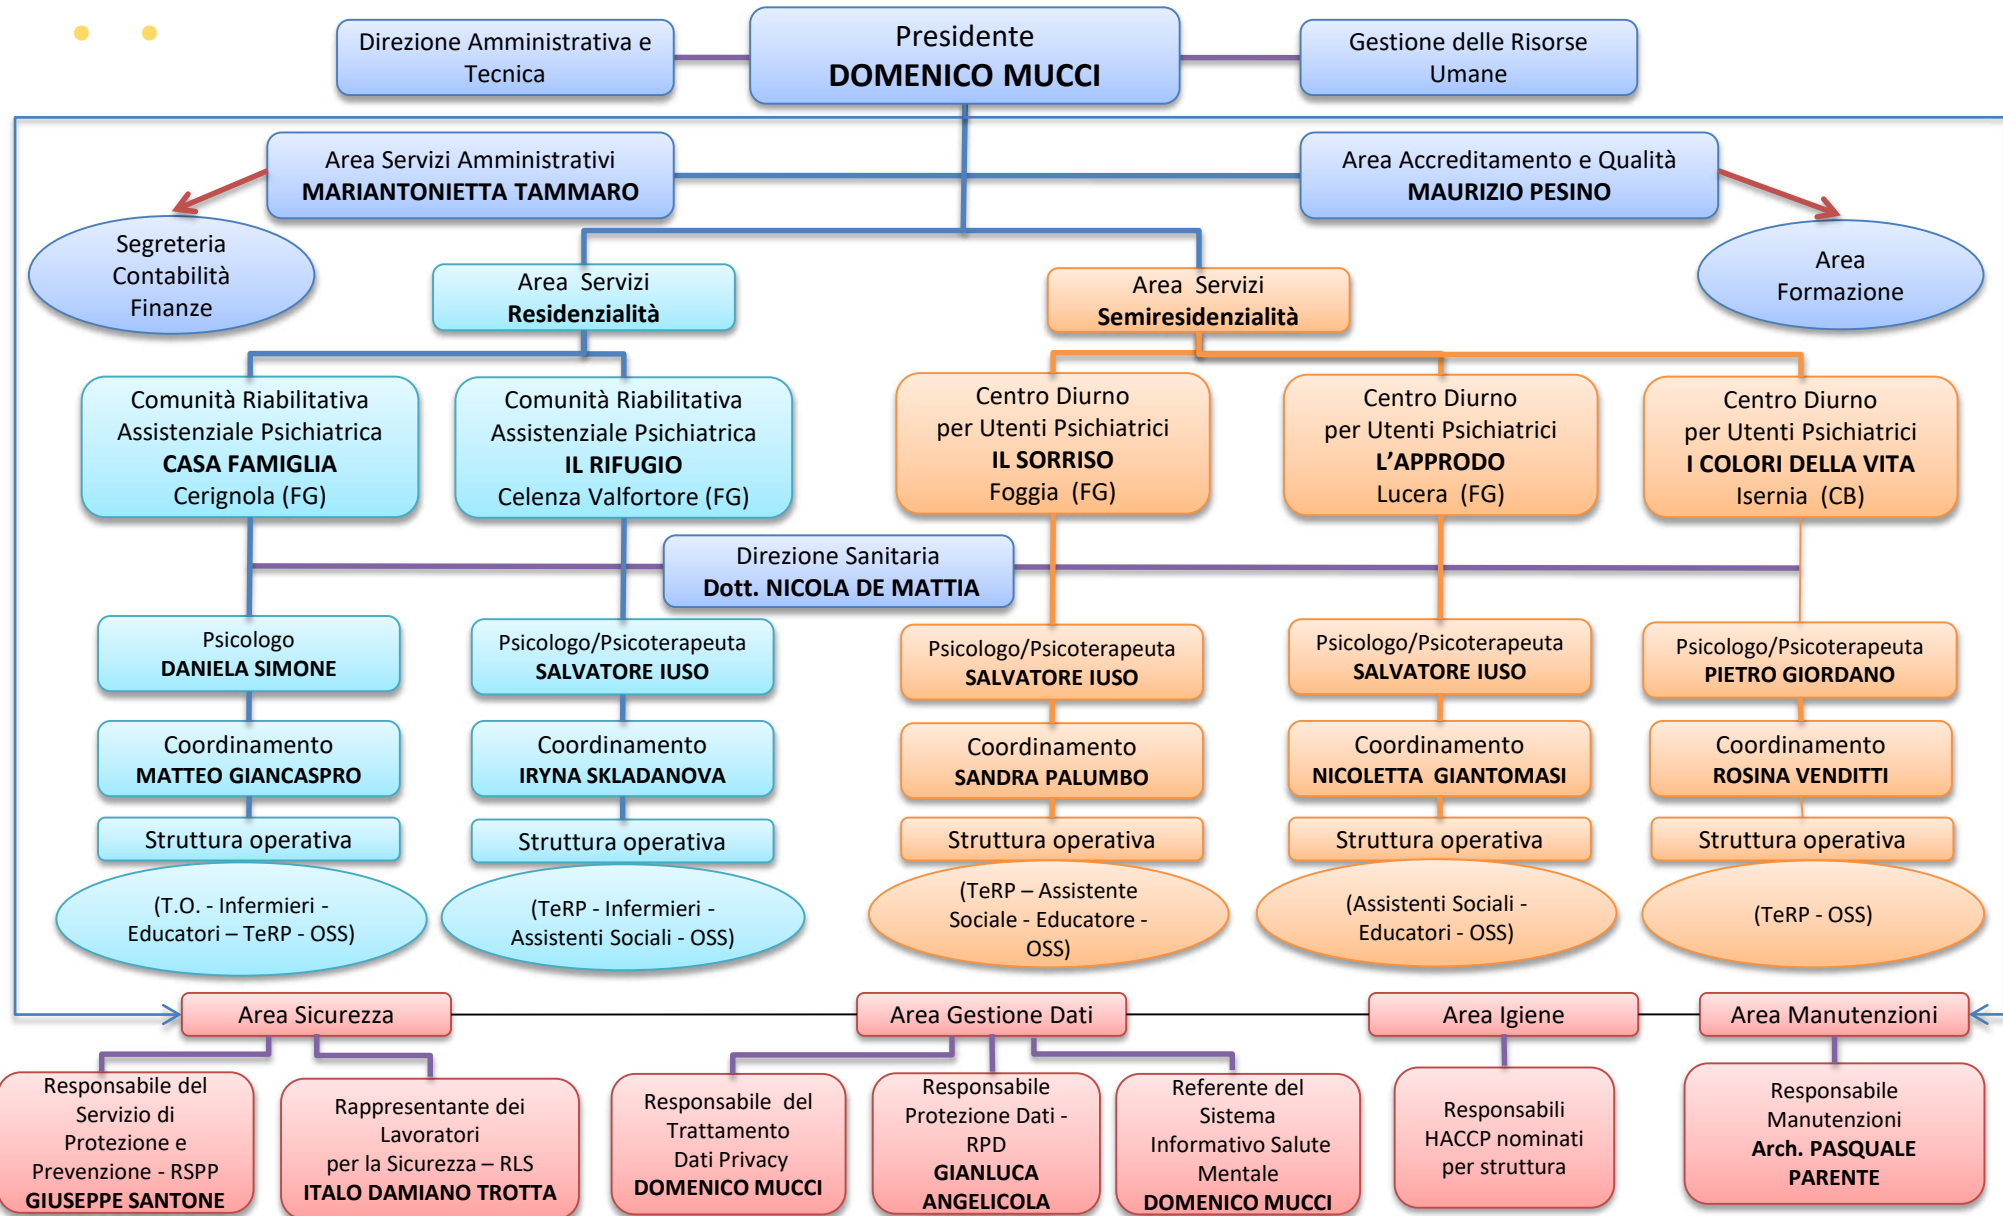 Direzione Amministrativa e
Tecnica
Presidente
DOMENICO MUCCI
Gestione delle Risorse
Umane
Area Servizi Amministrativi
MARIANTONIETTA TAMMARO
Area Accreditamento e Qualità
MAURIZIO PESINO
Segreteria
Contabilità
Finanze
Area
Formazione
Area Servizi
Residenzialità
Area Servizi
Semiresidenzialità
Comunità Riabilitativa
Assistenziale Psichiatrica
CASA FAMIGLIA
Cerignola (FG)
Comunità Riabilitativa
Assistenziale Psichiatrica
IL RIFUGIO
Celenza Valfortore (FG)
Centro Diurno
per Utenti Psichiatrici
IL SORRISO
Foggia (FG)
Centro Diurno
per Utenti Psichiatrici
L’APPRODO
Lucera (FG)
Centro Diurno
per Utenti Psichiatrici
I COLORI DELLA VITA
Isernia (CB)
Direzione Sanitaria
Dott. NICOLA DE MATTIA
Psicologo
DANIELA SIMONE
Psicologo/Psicoterapeuta
SALVATORE IUSO
Psicologo/Psicoterapeuta
SALVATORE IUSO
Psicologo/Psicoterapeuta
SALVATORE IUSO
Psicologo/Psicoterapeuta
PIETRO GIORDANO
Coordinamento
MATTEO GIANCASPRO
Coordinamento
IRYNA SKLADANOVA
Coordinamento
SANDRA PALUMBO
Coordinamento
NICOLETTA GIANTOMASI
Coordinamento
ROSINA VENDITTI
Struttura operativa
Struttura operativa
Struttura operativa
Struttura operativa
Struttura operativa
(T.O. - Infermieri -
Educatori – TeRP - OSS)
(TeRP - Infermieri -
Assistenti Sociali - OSS)
(TeRP – Assistente
Sociale - Educatore -
OSS)
(Assistenti Sociali -
Educatori - OSS)
(TeRP - OSS)
Area Sicurezza
Area Gestione Dati
Area Igiene
Area Manutenzioni
Responsabile del
Servizio di
Protezione e
Prevenzione - RSPP
GIUSEPPE SANTONE
Rappresentante dei
Lavoratori
per la Sicurezza – RLS
ITALO DAMIANO TROTTA
Responsabile del
Trattamento
Dati Privacy
DOMENICO MUCCI
Responsabile
Protezione Dati -
RPD
GIANLUCA
ANGELICOLA
Referente del
Sistema
Informativo Salute
Mentale
DOMENICO MUCCI
Responsabili
HACCP nominati
per struttura
Responsabile
Manutenzioni
Arch. PASQUALE
PARENTE